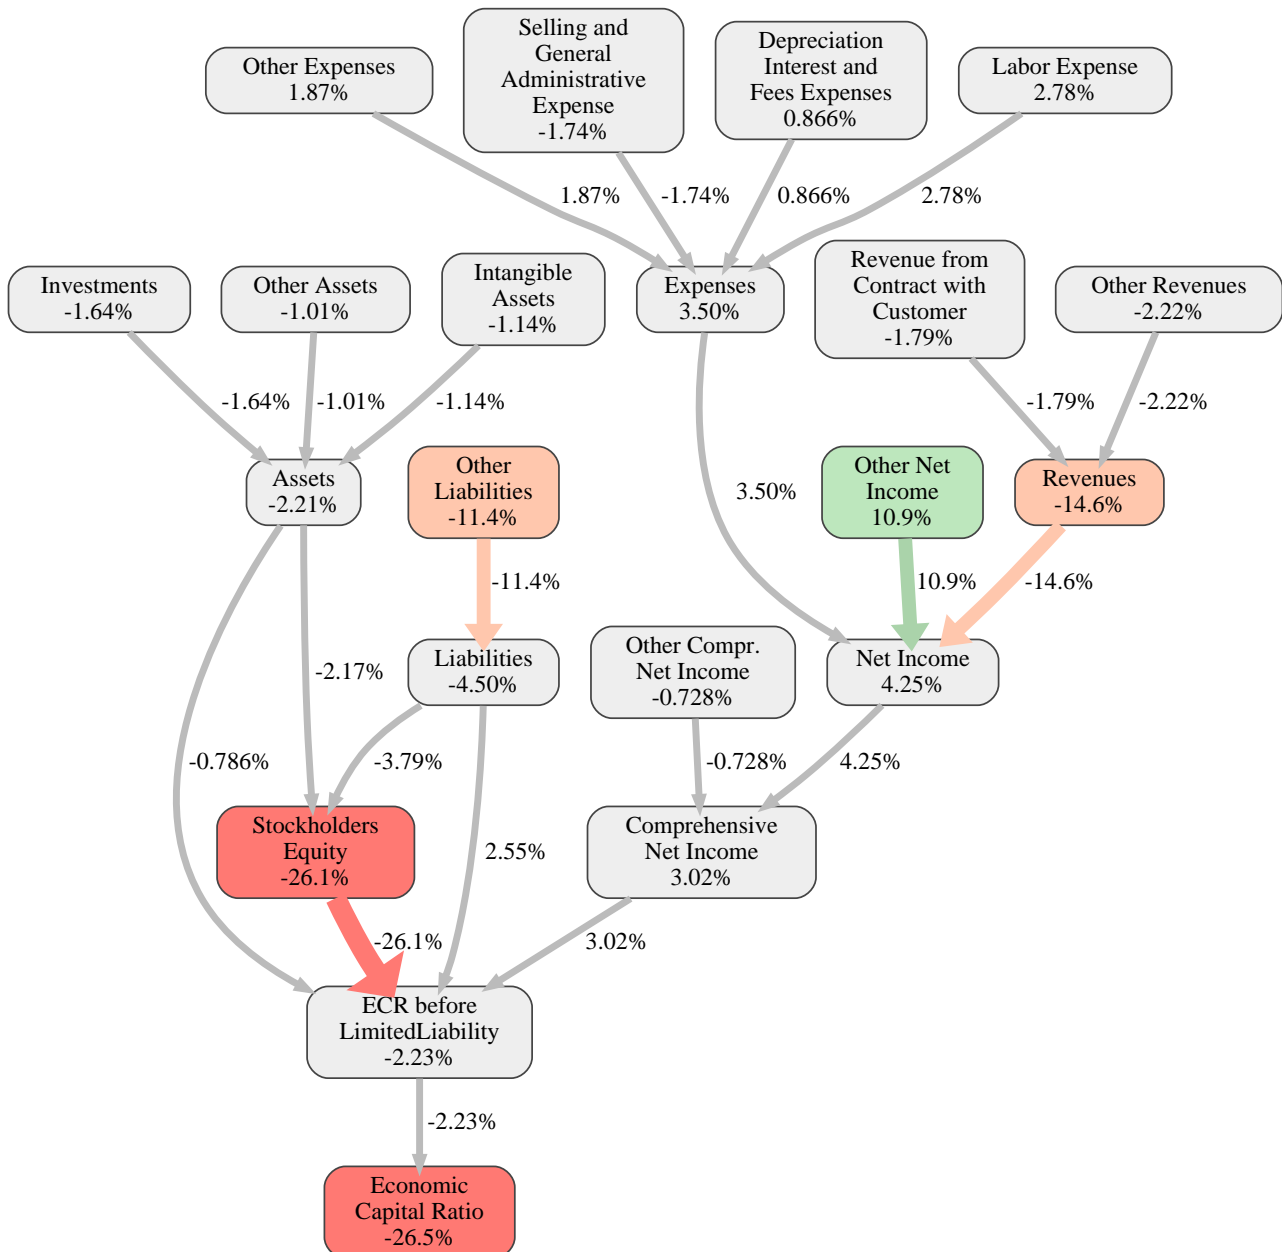 Other Expenses
1.87%
Selling and
General
Administrative
Expense
-1.74%
Depreciation
Interest and
Fees Expenses
0.866%
Labor Expense
2.78%
1.87%
-1.74%
0.866%
2.78%
Investments
-1.64%
Other Assets
-1.01%
Intangible
Assets
-1.14%
Expenses
3.50%
Revenue from
Contract with
Customer
-1.79%
Other Revenues
-2.22%
-1.64%
-1.01%
-1.14%
-1.79%
-2.22%
Assets
-2.21%
Other
Liabilities
-11.4%
3.50%
Other Net
Income
10.9%
Revenues
-14.6%
-11.4%
10.9%
-14.6%
-2.17%
Liabilities
-4.50%
Other Compr.
Net Income
-0.728%
Net Income
4.25%
-0.786%
-3.79%
-0.728%
4.25%
Stockholders
Equity
-26.1%
2.55%
Comprehensive
Net Income
3.02%
-26.1%
3.02%
ECR before
LimitedLiability
-2.23%
-2.23%
Economic
Capital Ratio
-26.5%